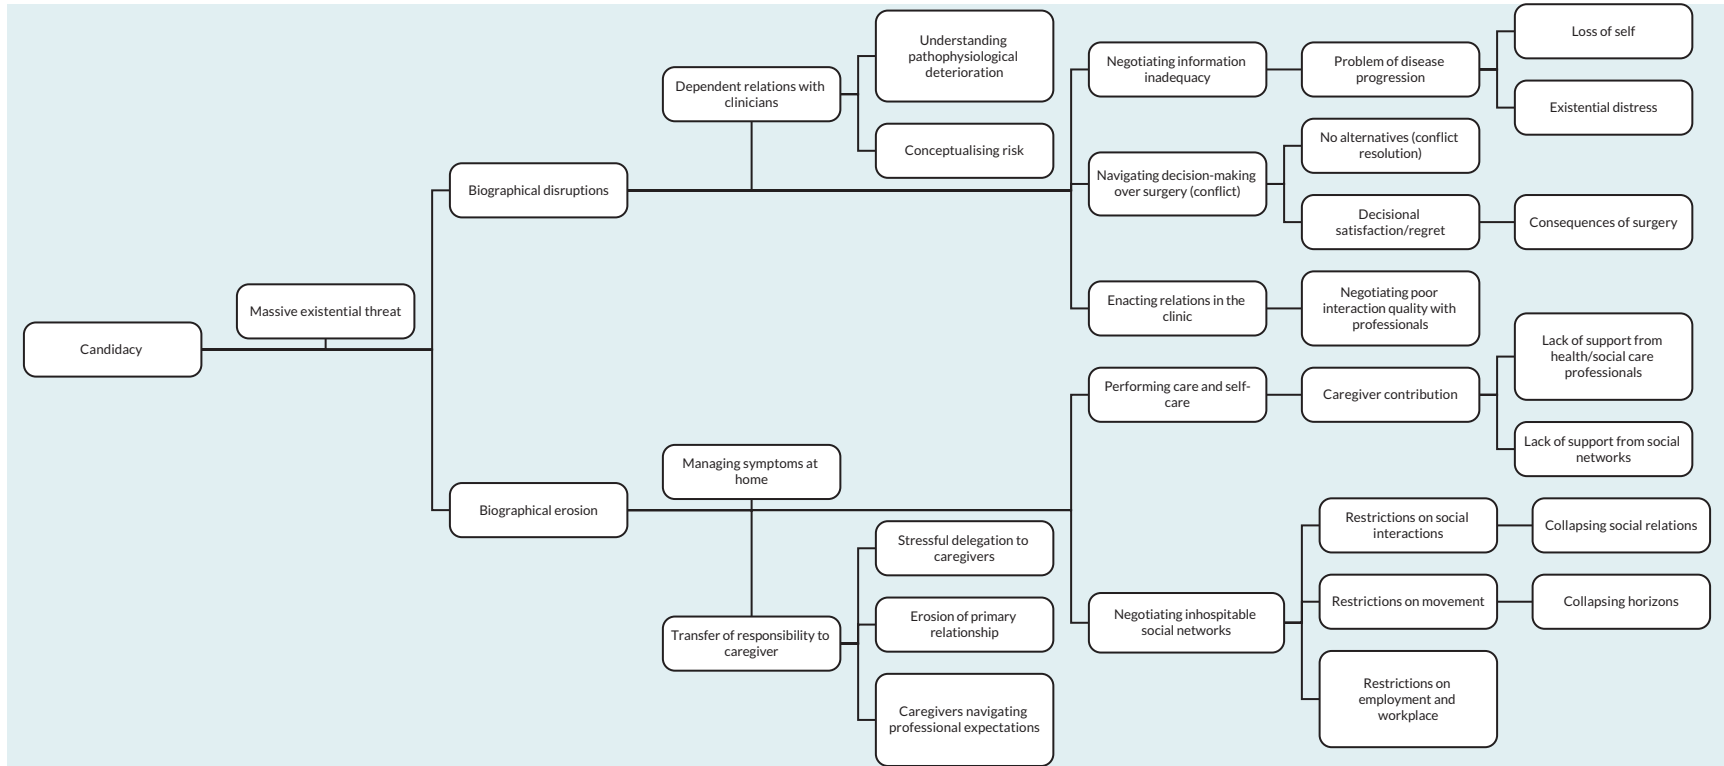 Candidacy
Massive existential threat
Biographical disruptions
Dependent relations with
clinicians
Understanding
pathophysiological
deterioration
Conceptualising risk
Negotiating information
inadequacy
Problem of disease
progression
Loss of self
Existential distress
Navigating decision-making
over surgery (conflict)
No alternatives (conflict
resolution)
Decisional
satisfaction/regret
Consequences of surgery
Enacting relations in the
clinic
Negotiating poor
interaction quality with
professionals
Biographical erosion
Managing symptoms at
home
Transfer of responsibility to
caregiver
Stressful delegation to
caregivers
Erosion of primary
relationship
Caregivers navigating
professional expectations
Performing care and self-
care
Caregiver contribution
Lack of support from
health/social care
professionals
Lack of support from social
networks
Negotiating inhospitable
social networks
Restrictions on social
interactions
Collapsing social relations
Restrictions on movement
Collapsing horizons
Restrictions on
employment and
workplace